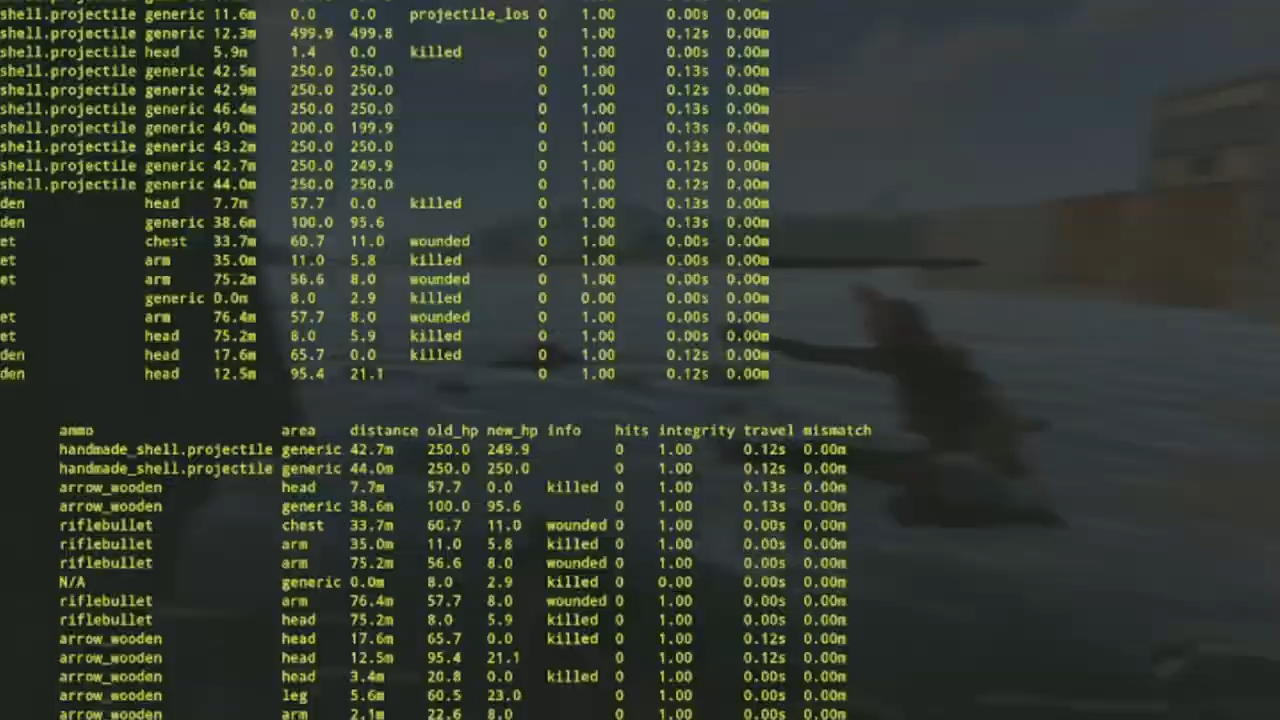 shell.projectile generic 11.6m 0.0 0.0 projectile_los 0 1.00 0.00s 0.00m
shell.projectile generic 12.3m 499.9 499.8 0 1.00 0.12s 0.00m
shell.projectile head 5.9m 1.4 0.0 killed 0 1.00 0.00s 0.00m
shell.projectile generic 42.5m 250.0 250.0 0 1.00 0.13s 0.00m
shell.projectile generic 42.9m 250.0 250.0 0 1.00 0.12s 0.00m
shell.projectile generic 46.4m 250.0 250.0 0 1.00 0.13s 0.00m
shell.projectile generic 49.0m 200.0 199.9 0 1.00 0.13s 0.00m
shell.projectile generic 43.2m 250.0 250.0 0 1.00 0.13s 0.00m
shell.projectile generic 42.7m 250.0 249.9 0 1.00 0.12s 0.00m
shell.projectile generic 44.0m 250.0 250.0 0 1.00 0.12s 0.00m
den head 7.7m 57.7 0.0 killed 0 1.00 0.13s 0.00m
den generic 38.6m 100.0 95.6 0 1.00 0.13s 0.00m
et chest 33.7m 60.7 11.0 wounded 0 1.00 0.00s 0.00m
et arm 35.0m 11.0 5.8 killed 0 1.00 0.00s 0.00m
et arm 75.2m 56.6 8.0 wounded 0 1.00 0.00s 0.00m
generic 0.0m 8.0 2.9 killed 0 0.00 0.00s 0.00m
et arm 76.4m 57.7 8.0 wounded 0 1.00 0.00s 0.00m
et head 75.2m 8.0 5.9 killed 0 1.00 0.00s 0.00m
den head 17.6m 65.7 0.0 killed 0 1.00 0.12s 0.00m
den head 12.5m 95.4 21.1 0 1.00 0.12s 0.00m
ammo area distance old_hp new_hp info hits integrity travel mismatch
handmade_shell.projectile generic 42.7m 250.0 249.9 0 1.00 0.12s 0.00m
handmade_shell.projectile generic 44.0m 250.0 250.0 0 1.00 0.12s 0.00m
arrow_wooden head 7.7m 57.7 0.0 killed 0 1.00 0.13s 0.00m
arrow_wooden generic 38.6m 100.0 95.6 0 1.00 0.13s 0.00m
riflebullet chest 33.7m 60.7 11.0 wounded 0 1.00 0.00s 0.00m
riflebullet arm 35.0m 11.0 5.8 killed 0 1.00 0.00s 0.00m
riflebullet arm 75.2m 56.6 8.0 wounded 0 1.00 0.00s 0.00m
N/A generic 0.0m 8.0 2.9 killed 0 0.00 0.00s 0.00m
riflebullet arm 76.4m 57.7 8.0 wounded 0 1.00 0.00s 0.00m
riflebullet head 75.2m 8.0 5.9 killed 0 1.00 0.00s 0.00m
arrow_wooden head 17.6m 65.7 0.0 killed 0 1.00 0.12s 0.00m
arrow_wooden head 12.5m 95.4 21.1 0 1.00 0.12s 0.00m
arrow_wooden head 3.4m 20.8 0.0 killed 0 1.00 0.00s 0.00m
arrow_wooden leg 5.6m 60.5 23.0 0 1.00 0.00s 0.00m
arrow_wooden arm 2.1m 22.6 8.0 0 1.00 0.00s 0.00m